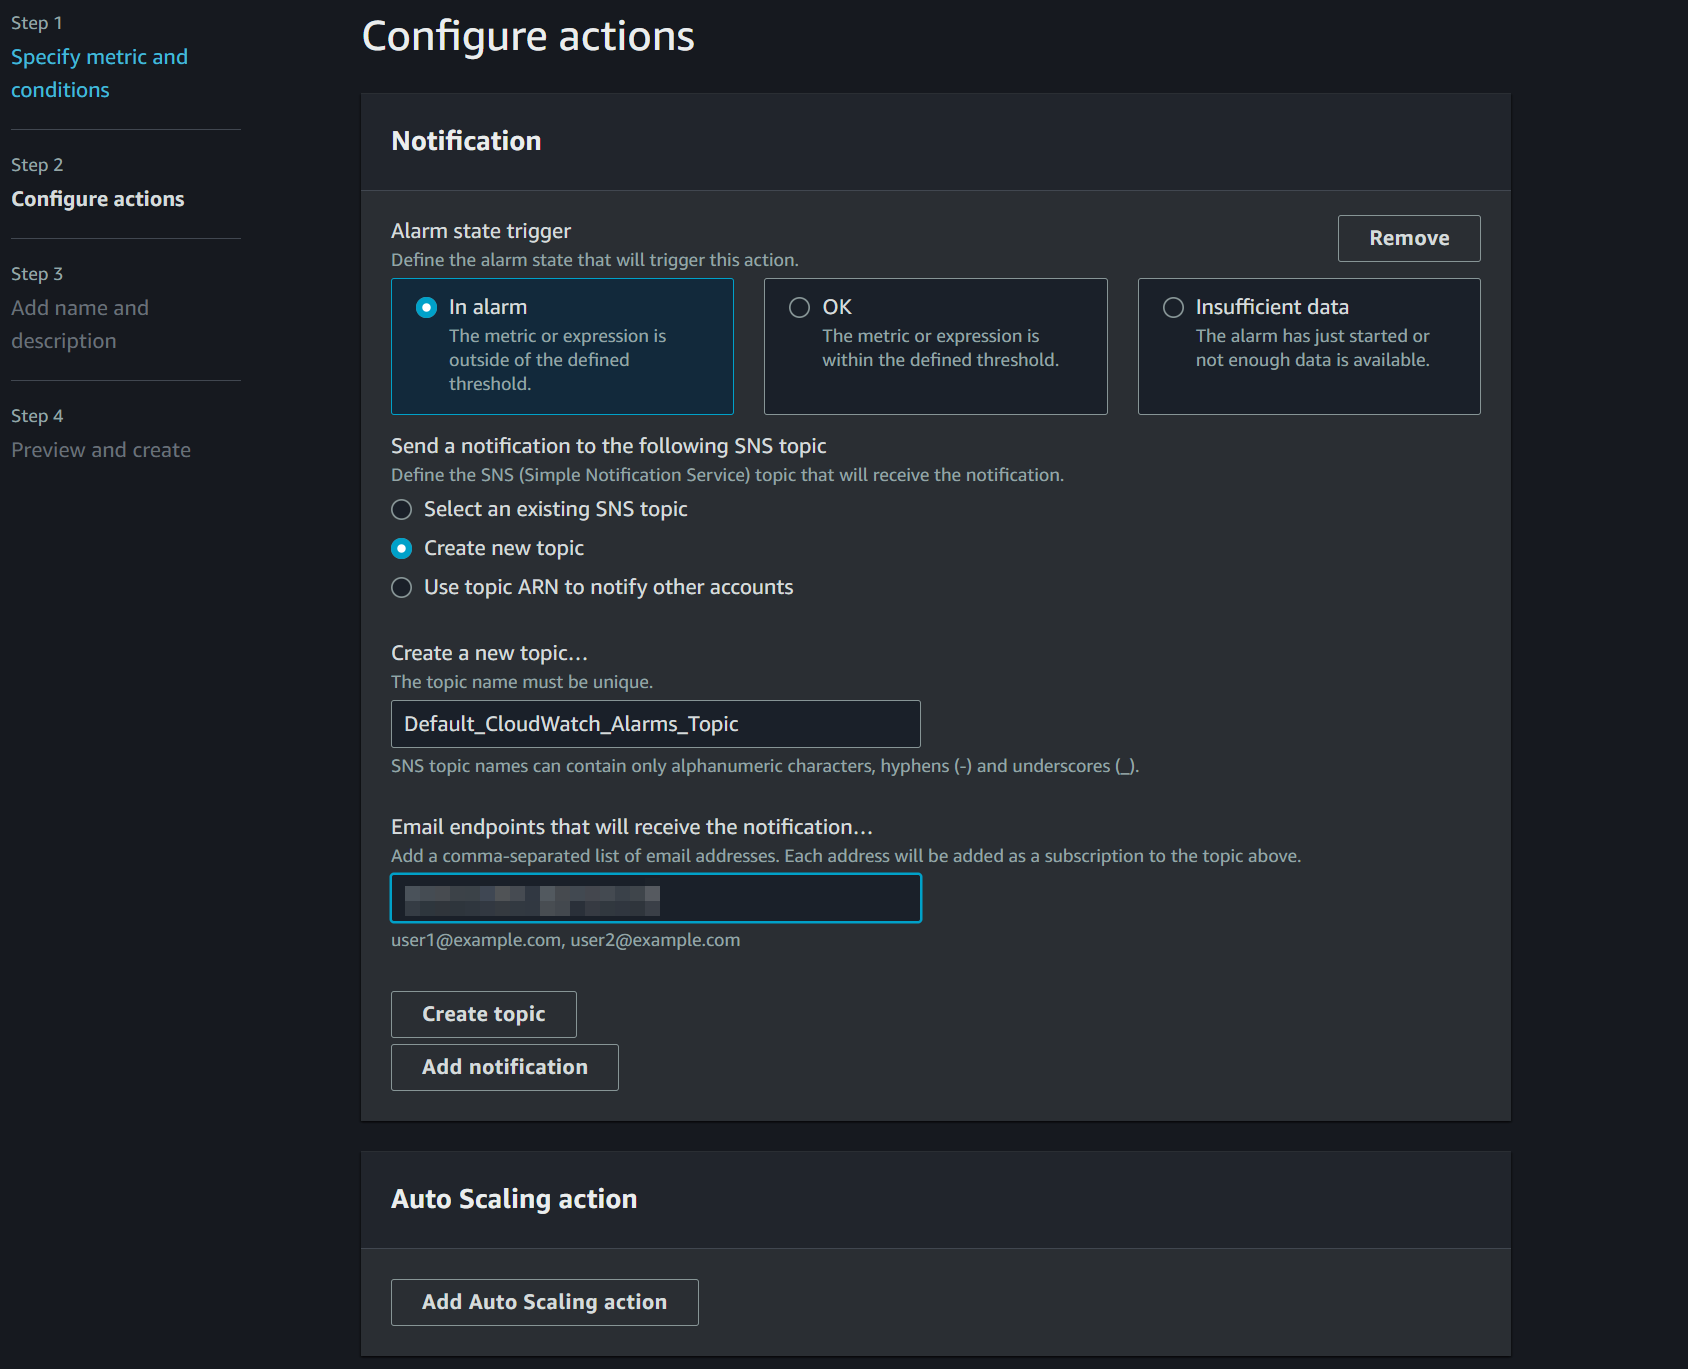 Step 1
Specify metric and
conditions
Step 2
Configure actions
Step 3
Add name and
description
Step 4
Preview and create
Configure actions
Notification
Alarm state trigger
Define the alarm state that will trigger this action.
Remove
In alarm
The metric or expression is
outside of the defined
threshold.
OK
The metric or expression is
within the defined threshold.
Insufficient data
The alarm has just started or
not enough data is available.
Send a notification to the following SNS topic
Define the SNS (Simple Notification Service) topic that will receive the notification.
Select an existing SNS topic
Create new topic
Use topic ARN to notify other accounts
Create a new topic…
The topic name must be unique.
Default_CloudWatch_Alarms_Topic
SNS topic names can contain only alphanumeric characters, hyphens (-) and underscores (_).
Email endpoints that will receive the notification…
Add a comma-separated list of email addresses. Each address will be added as a subscription to the topic above.
user1@example.com, user2@example.com
Create topic
Add notification
Auto Scaling action
Add Auto Scaling action